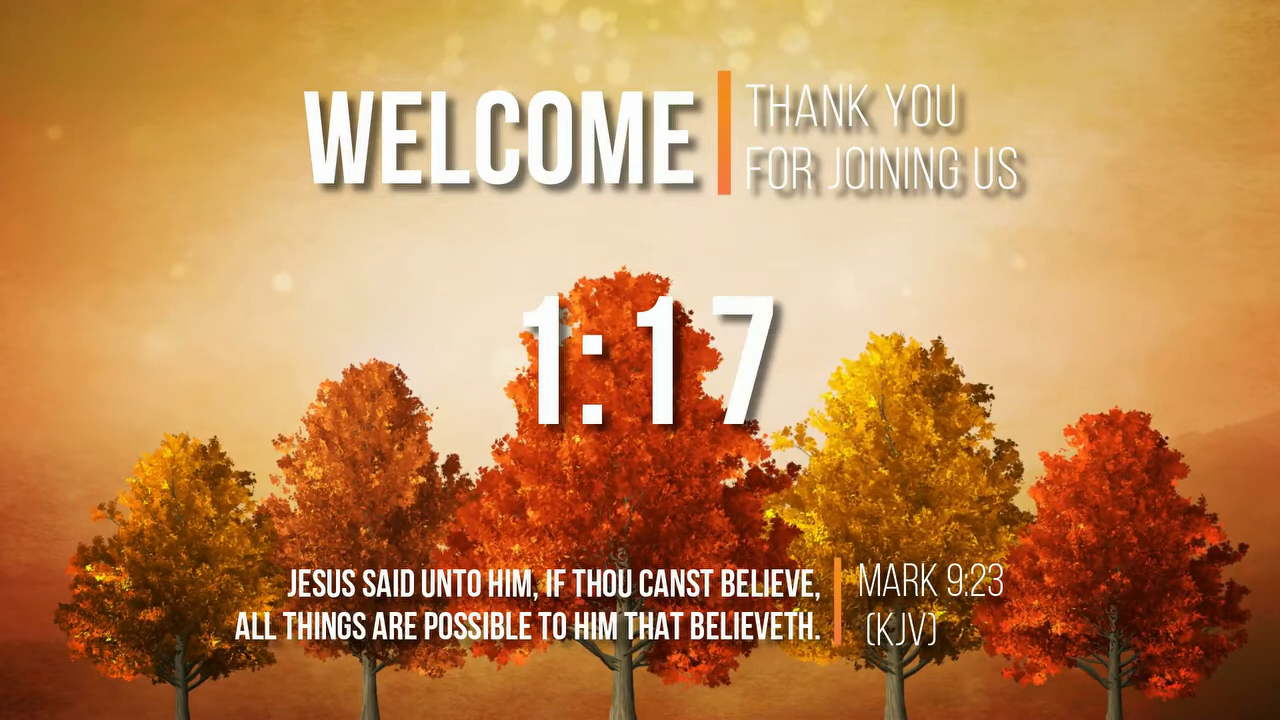 WELCOME
THANK YOU
FOR JOINING US
1:17
JESUS SAID UNTO HIM, IF THOU CANST BELIEVE,
ALL THINGS ARE POSSIBLE TO HIM THAT BELIEVETH.
MARK 9:23
(KJV)